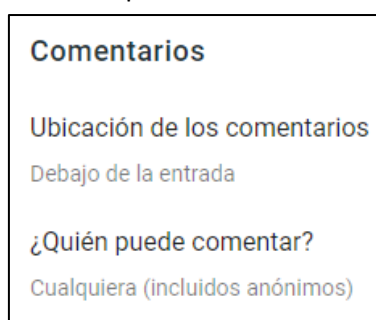 Comentarios
Ubicación de los comentarios
Debajo de la entrada
¿Quién puede comentar?
Cualquiera (incluidos anónimos)